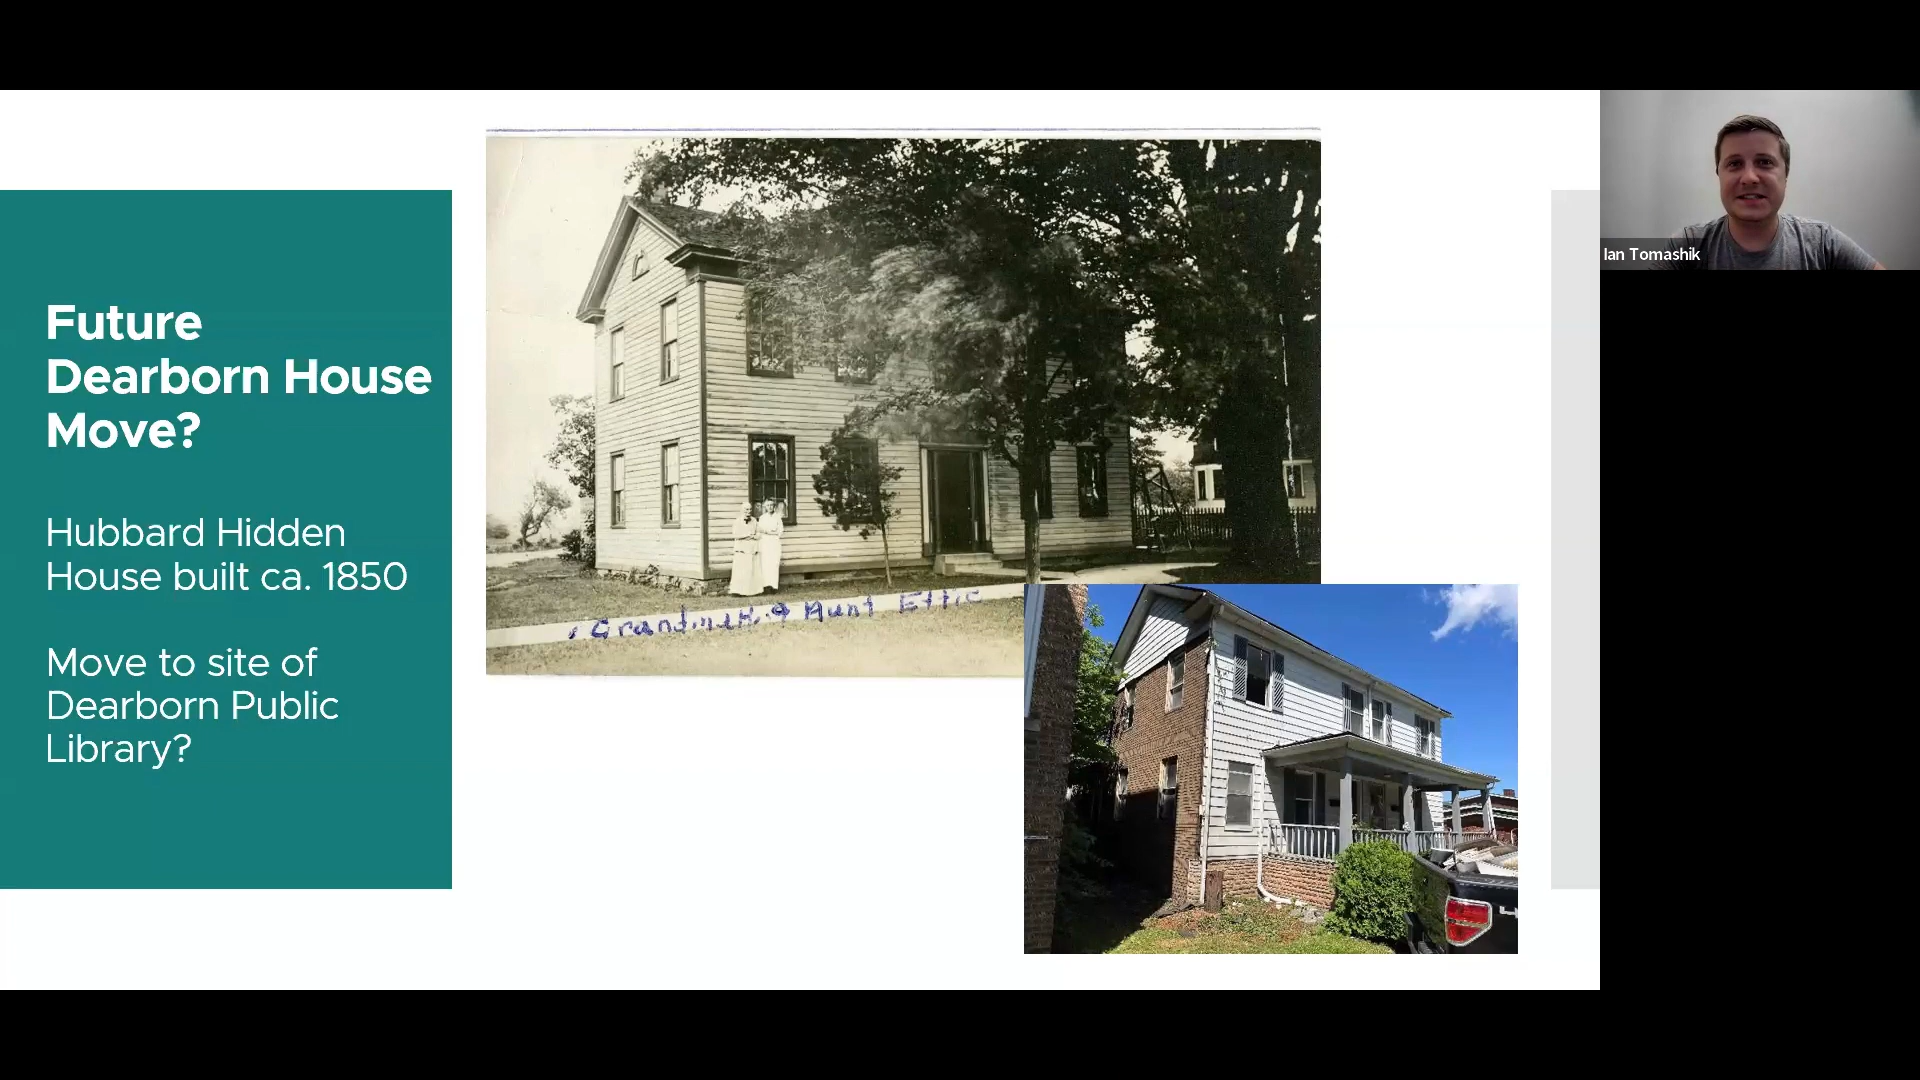 Future
Dearborn House
Move?
Hubbard Hidden
House built ca. 1850
Move to site of
Dearborn Public
Library?
& Aunt Effie
Ian Tomashik